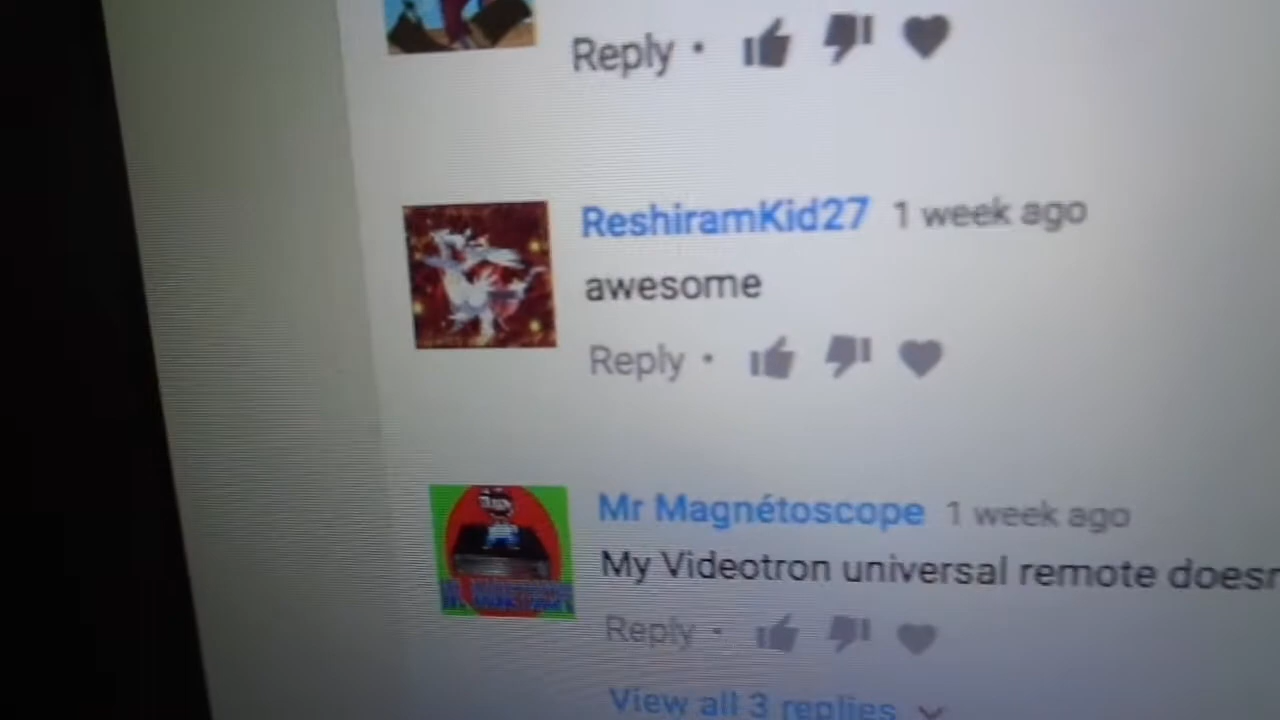 Reply •
ReshiramKid27 1 week ago
awesome
Reply •
Mr Magnétoscope 1 week ago
My Videotron universal remote doesn
Reply •
View all 3 replies